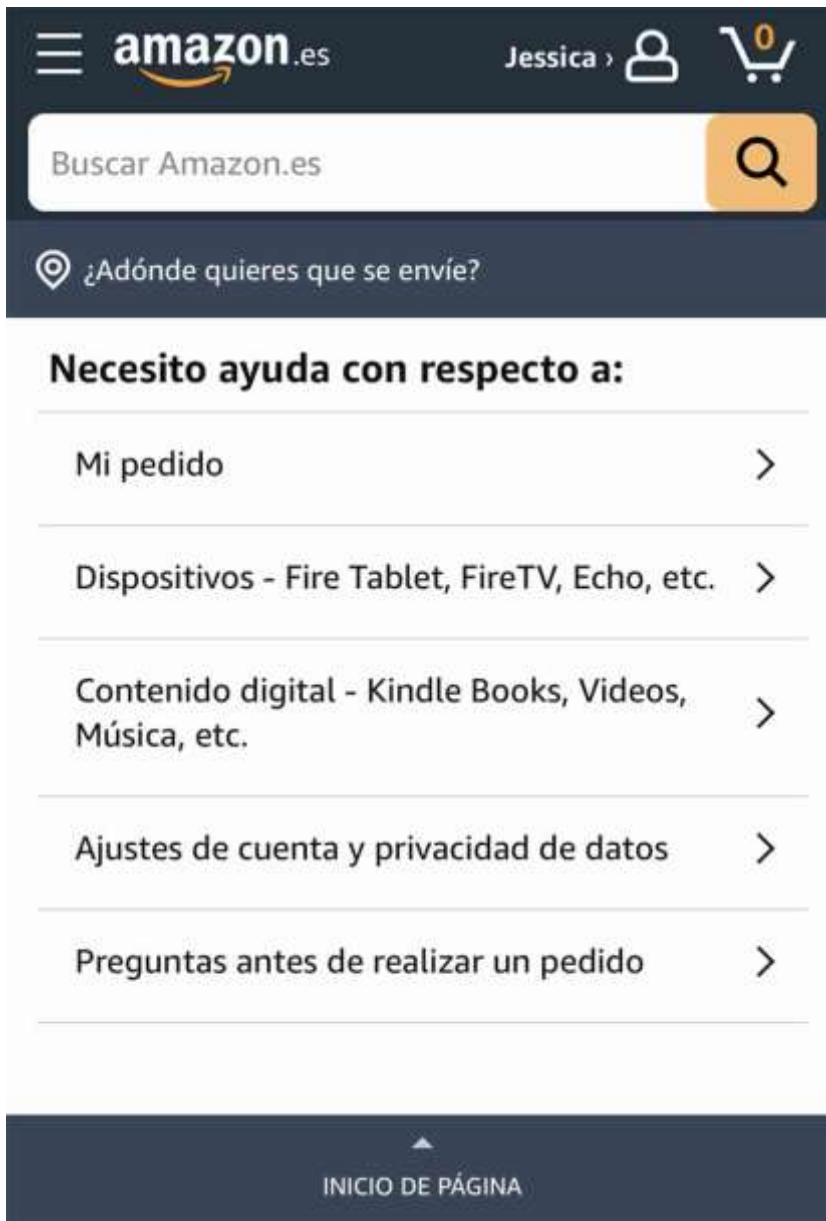 amazon.es
Jessica ›
0
Buscar Amazon.es
¿Adónde quieres que se envíe?
Necesito ayuda con respecto a:
Mi pedido
Dispositivos - Fire Tablet, FireTV, Echo, etc.
Contenido digital - Kindle Books, Videos,
Música, etc.
Ajustes de cuenta y privacidad de datos
Preguntas antes de realizar un pedido
INICIO DE PÁGINA